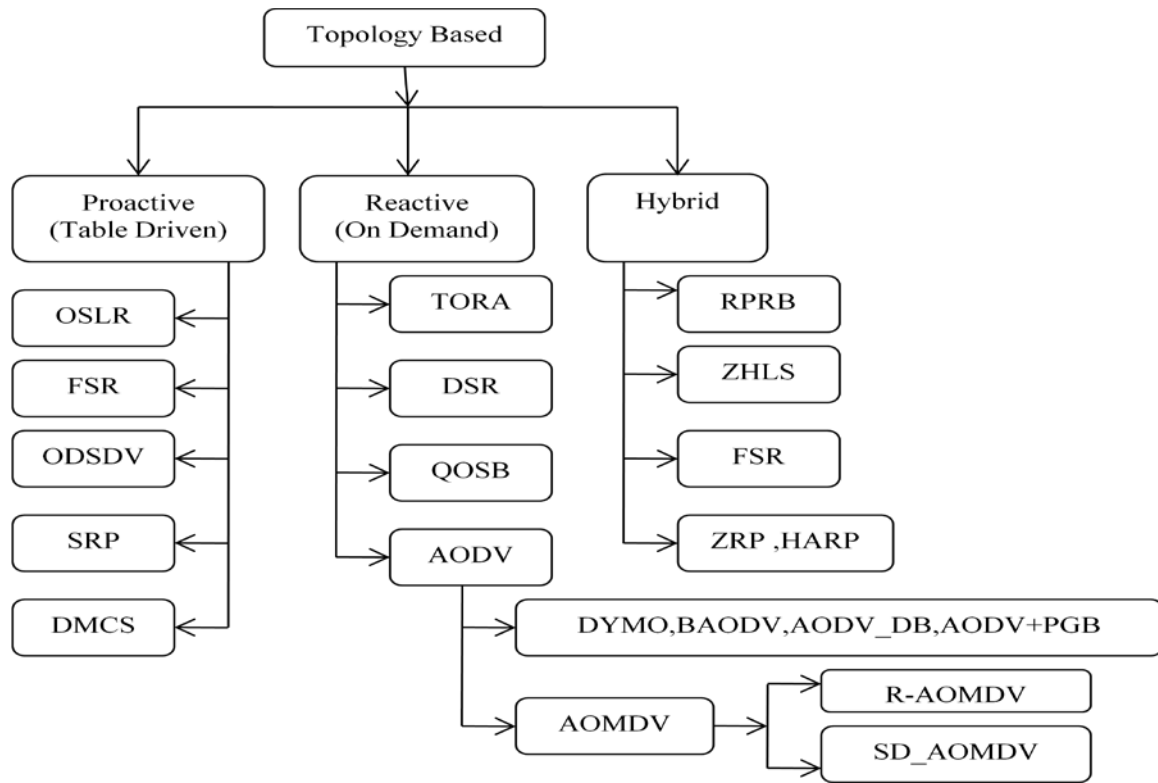 Topology Based
Proactive
(Table Driven)
Reactive
(On Demand)
Hybrid
OSLR
FSR
ODSDV
SRP
DMCS
TORA
DSR
QOSB
AODV
RPRB
ZHLS
FSR
ZRP ,HARP
DYMO,BAODV,AODV_DB,AODV+PGB
AOMDV
R-AOMDV
SD_AOMDV